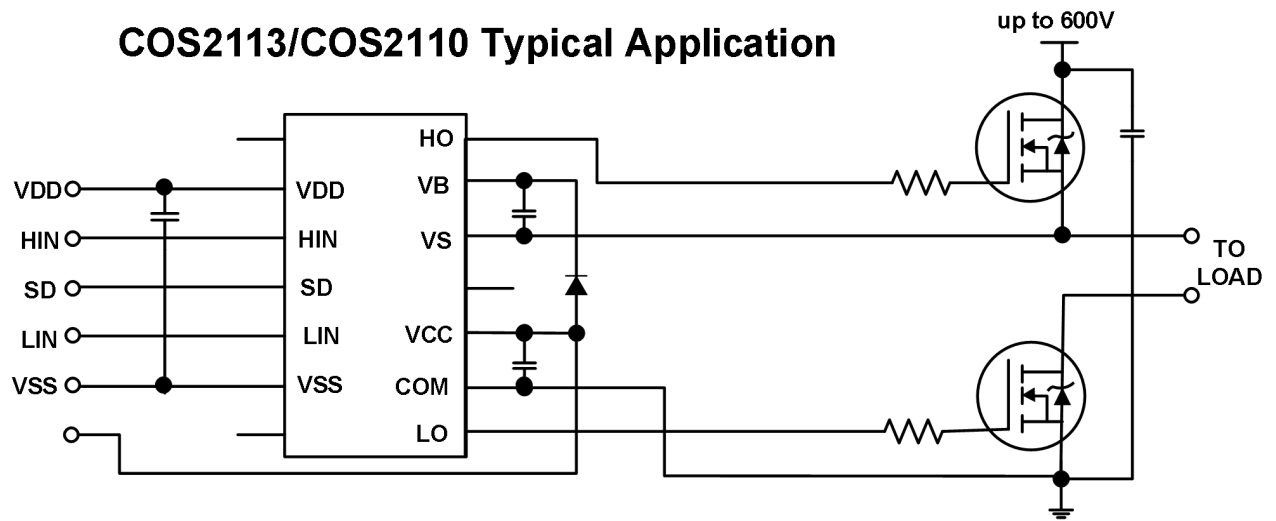 up to 600V
COS2113/COS2110 Typical Application
HO
VDD
VDD
VB
HIN
HIN
VS
TO
LOAD
SD
SD
LIN
LIN
VCC
VSS
VSS
COM
LO